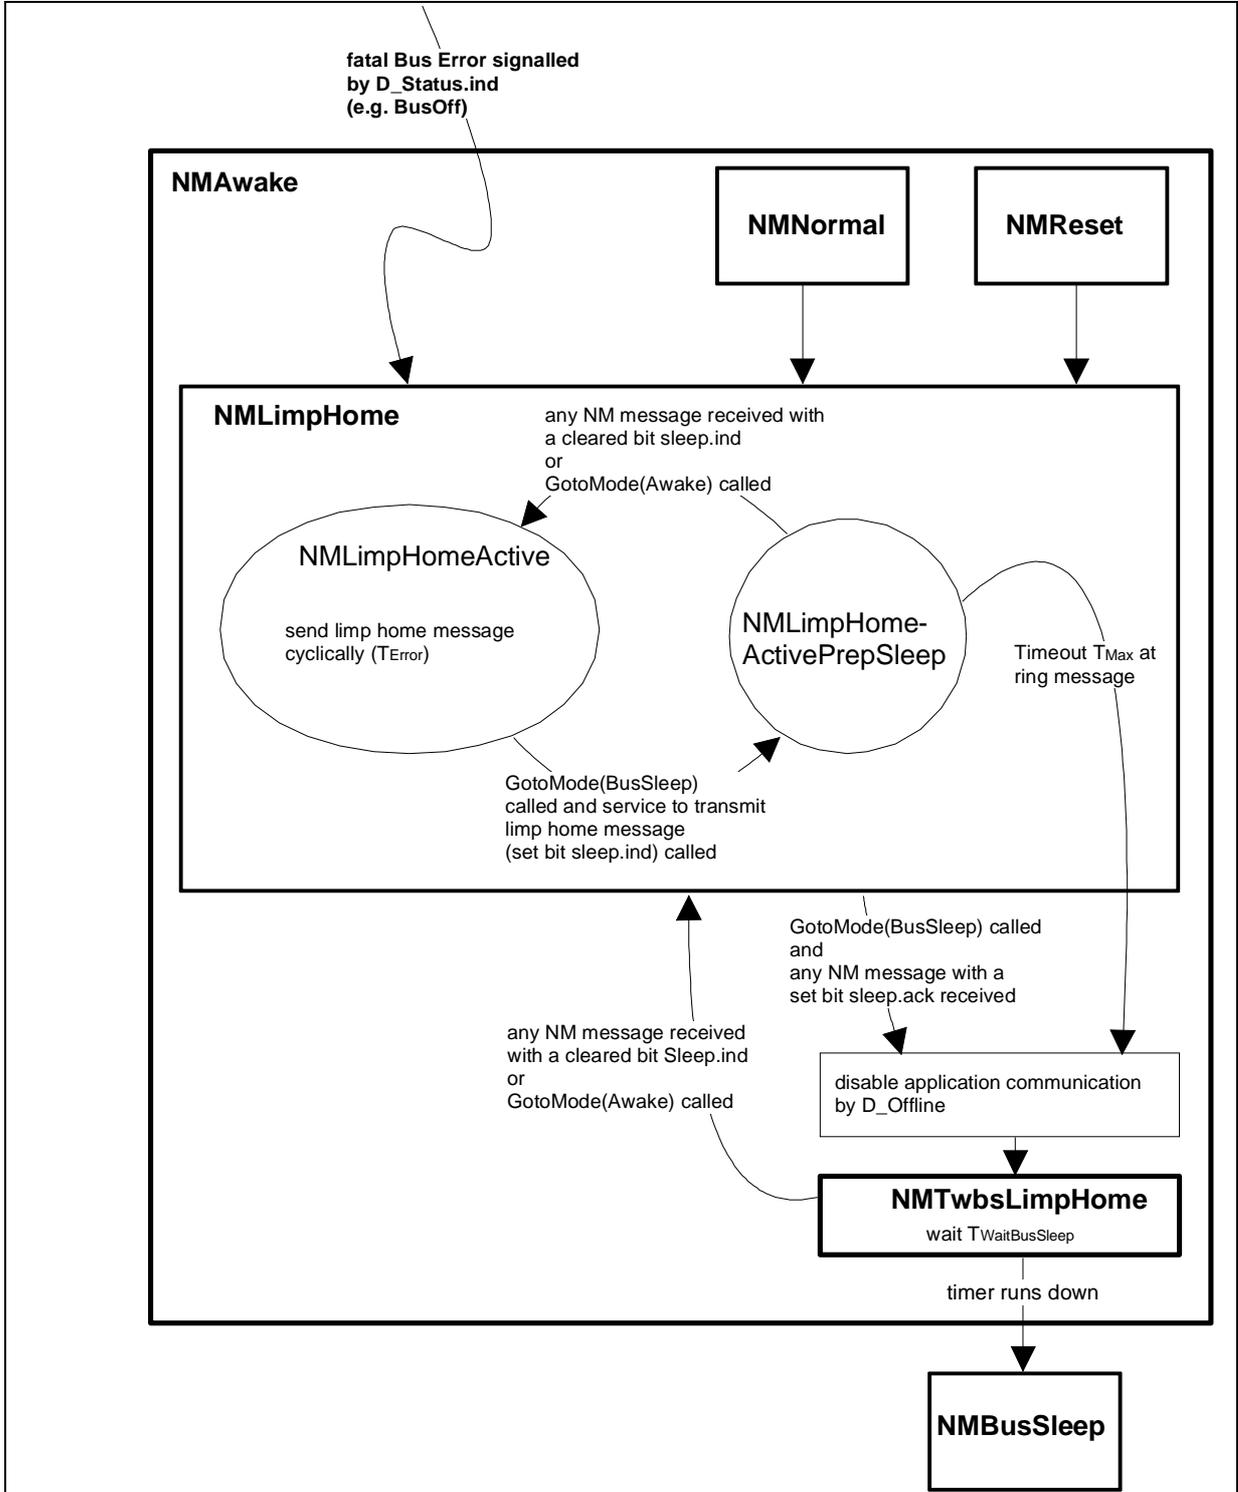 fatal Bus Error signalled
by D_Status.ind
(e.g. BusOff)
NMAwake
NMNormal
NMReset
NMLimpHome
any NM message received with
a cleared bit sleep.ind
or
GotoMode(Awake) called
NMLimpHomeActive
send limp home message
cyclically (TError)
NMLimpHome-
ActivePrepSleep
Timeout TMax at
ring message
GotoMode(BusSleep)
called and service to transmit
limp home message
(set bit sleep.ind) called
GotoMode(BusSleep) called
and
any NM message with a
set bit sleep.ack received
any NM message received
with a cleared bit Sleep.ind
or
GotoMode(Awake) called
disable application communication
by D_Offline
NMTwbsLimpHome
wait TWaitBusSleep
timer runs down
NMBusSleep